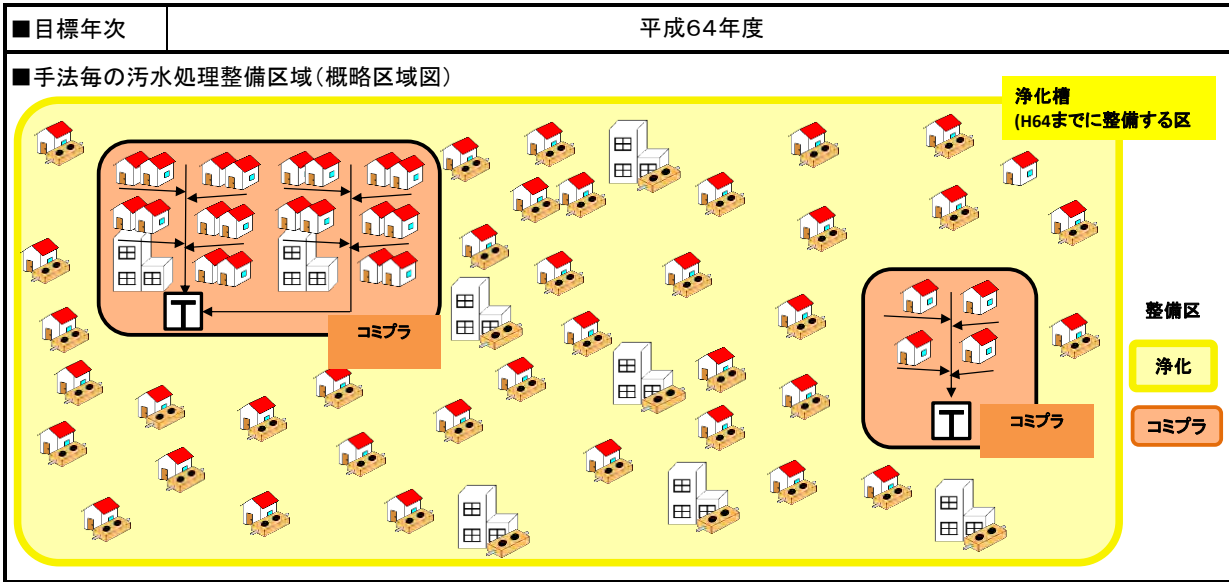 ■目標年次
平成64年度
■手法毎の汚水処理整備区域(概略区域図)
浄化槽
(H64までに整備する区
コミプラ
T
整備区
浄化
コミプラ
T
コミプラ